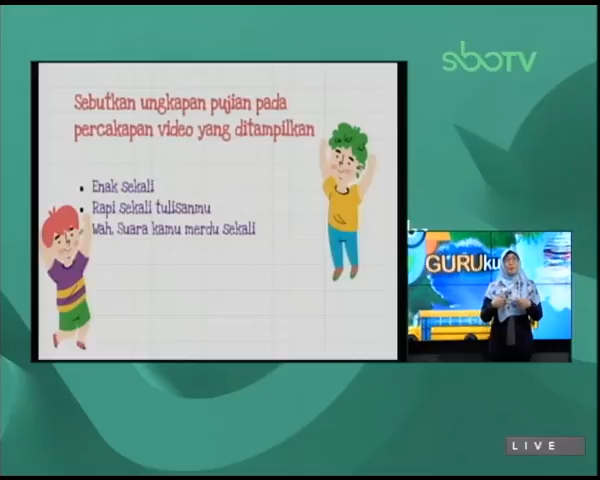 sboTV
Sebutkan ungkapan pujian pada
percakapan video yang ditampilkan
Enak sekali
Rapi sekali tulisanmu
Wah, Suara kamu merdu sekali
GURUku
LIVE